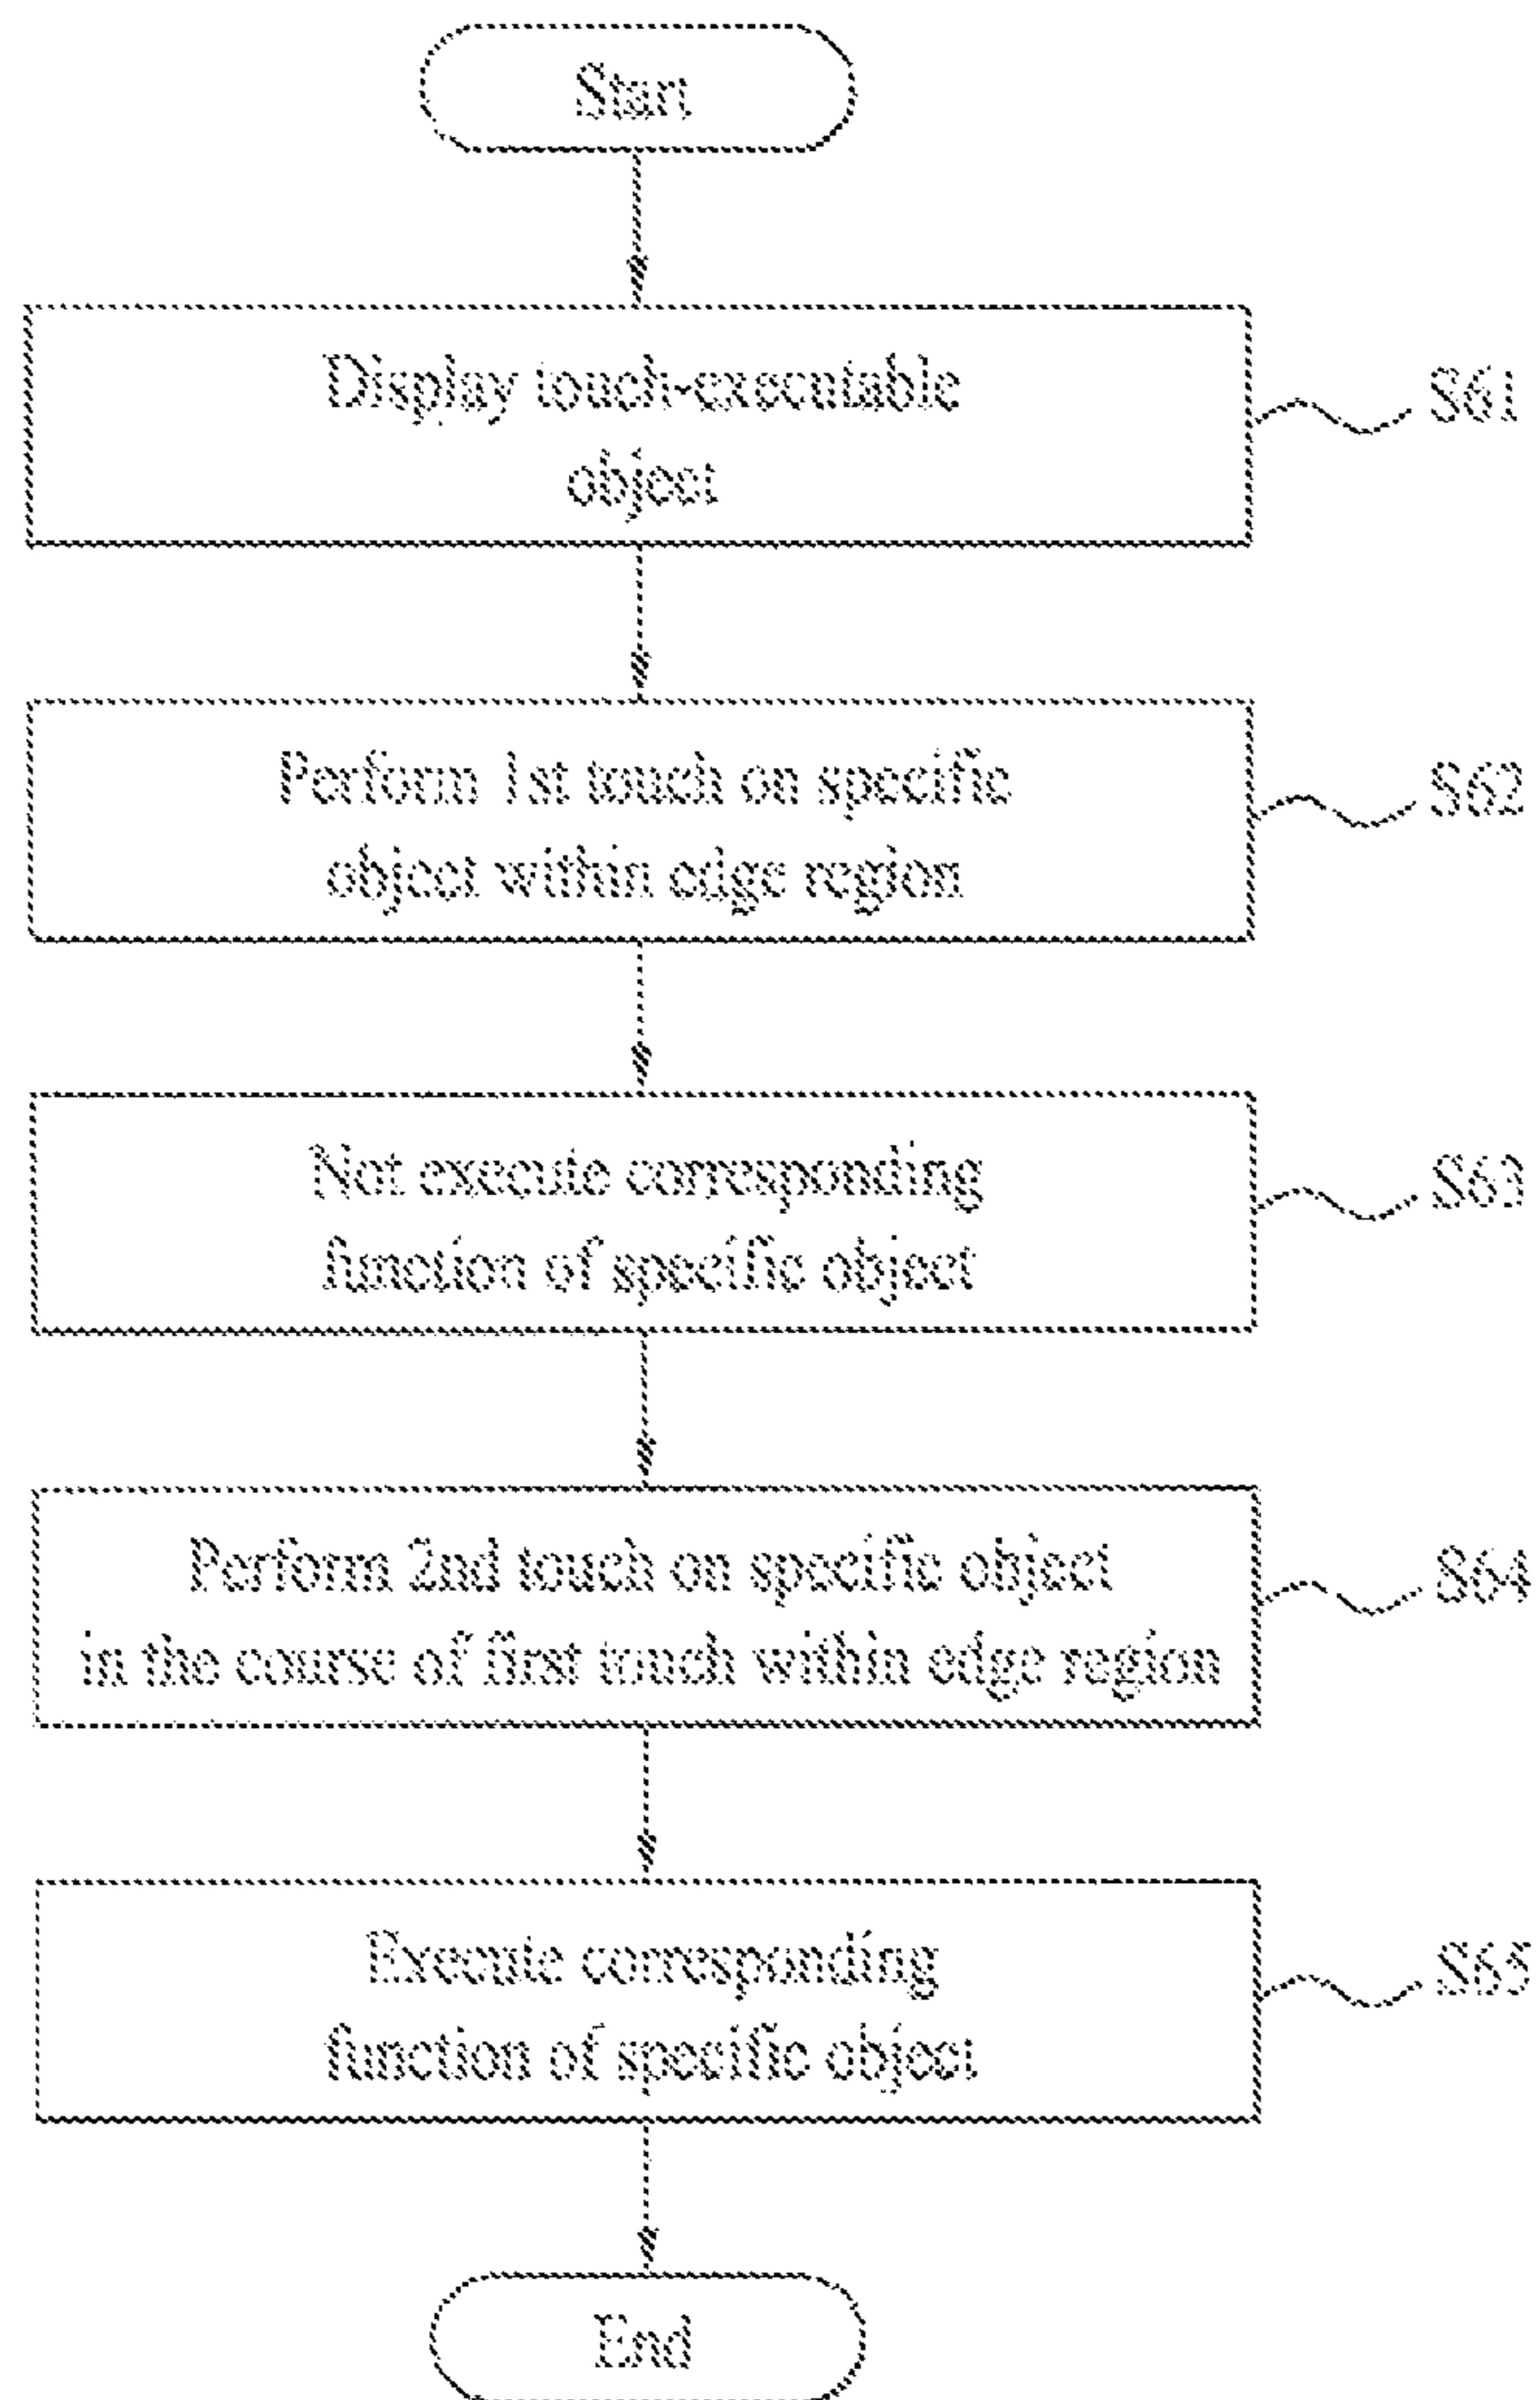 Start
Display touch-executable
object
S61
Perform 1st touch on specific
object within edge region
S62
Not execute corresponding
function of specific object
S63
Perform 2nd touch on specific object
in the course of first touch within edge region
S64
Execute corresponding
function of specific object
S65
End